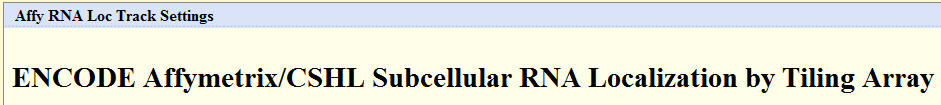 Affy RNA Loc Track Settings
ENCODE Affymetrix/CSHL Subcellular RNA Localization by Tiling Array